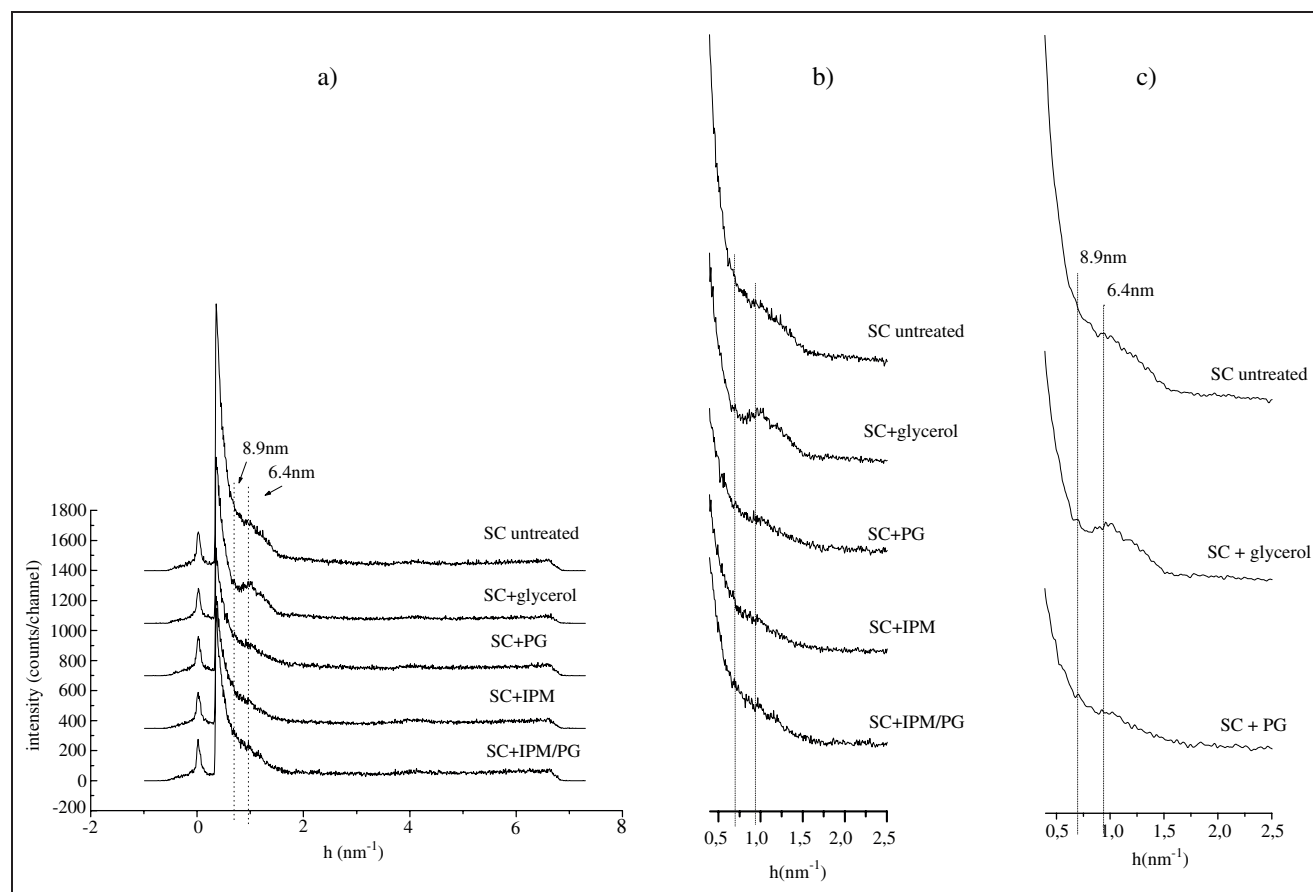 a)
8.9nm
6.4nm
SC untreated
SC+glycerol
SC+PG
SC+IPM
SC+IPM/PG
intensity (counts/channel)
1800
1600
1400
1200
1000
800
600
400
200
0
-200
-2 0 2 4 6 8
h (nm-1)
b)
SC untreated
SC+glycerol
SC+PG
SC+IPM
SC+IPM/PG
0,5 1,0 1,5 2,0 2,5
h(nm-1)
c)
8.9nm
6.4nm
SC untreated
SC + glycerol
SC + PG
0,5 1,0 1,5 2,0 2,5
h(nm-1)